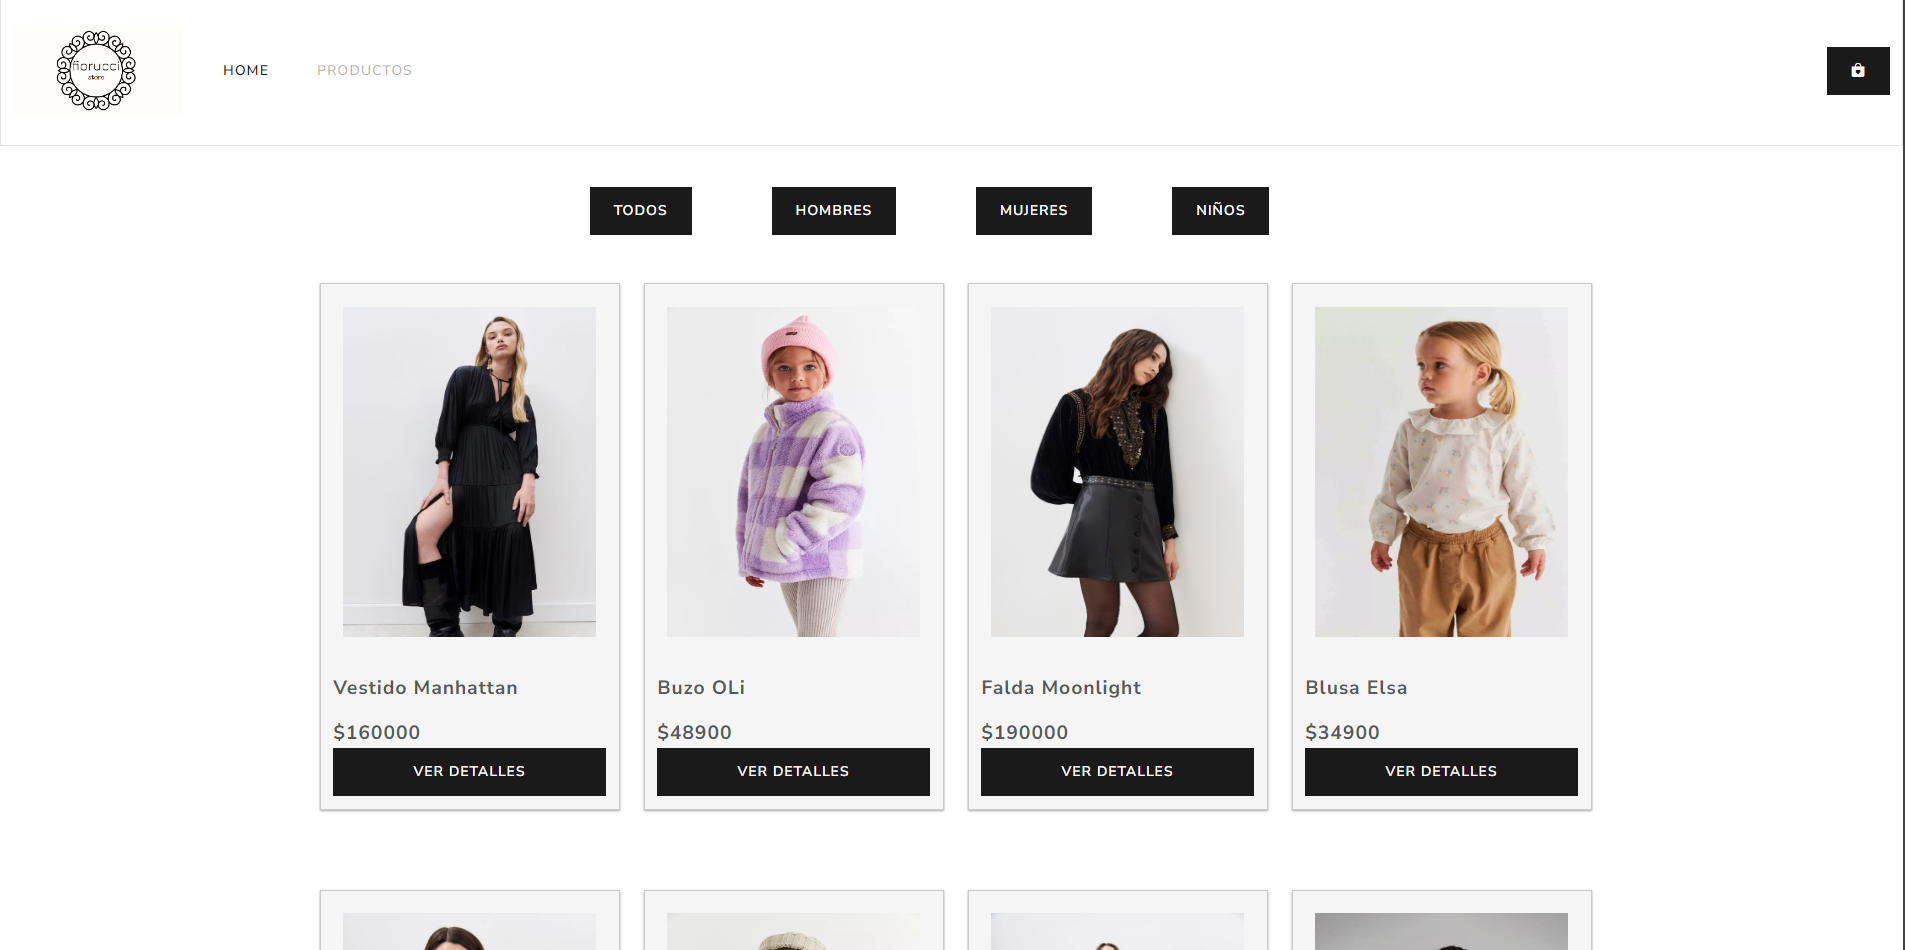 fiorucci
store
HOME
PRODUCTOS
TODOS
HOMBRES
MUJERES
NIÑOS
Vestido Manhattan
$160000
VER DETALLES
Buzo OLi
$48900
VER DETALLES
Falda Moonlight
$190000
VER DETALLES
Blusa Elsa
$34900
VER DETALLES